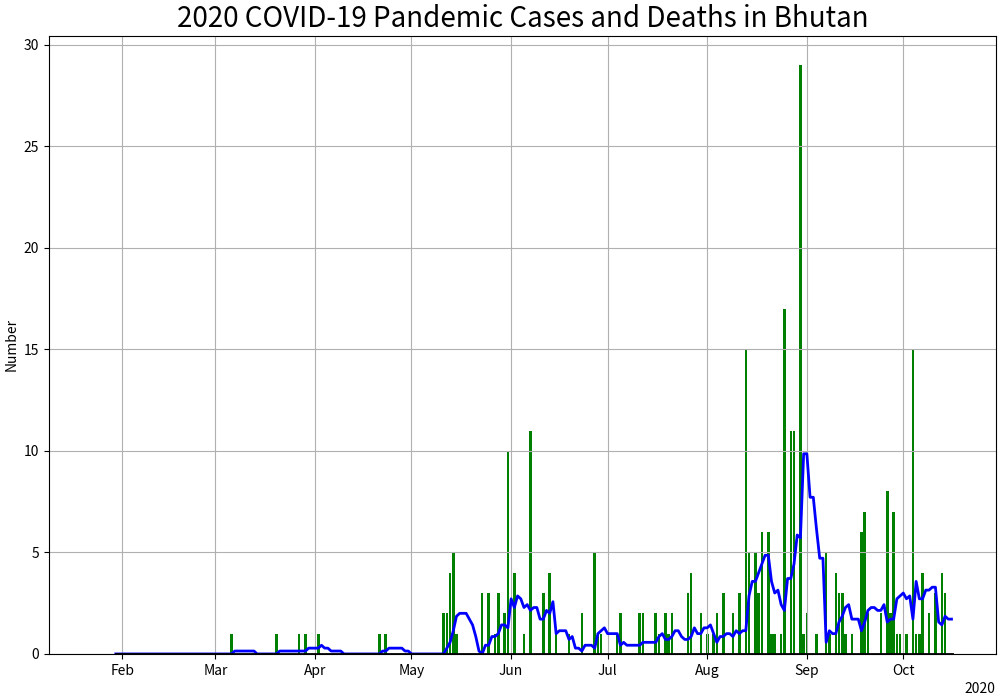 2020 COVID-19 Pandemic Cases and Deaths in Bhutan
30
25
20
15
10
5
0
Number
Feb Mar Apr May Jun Jul Aug Sep Oct
2020